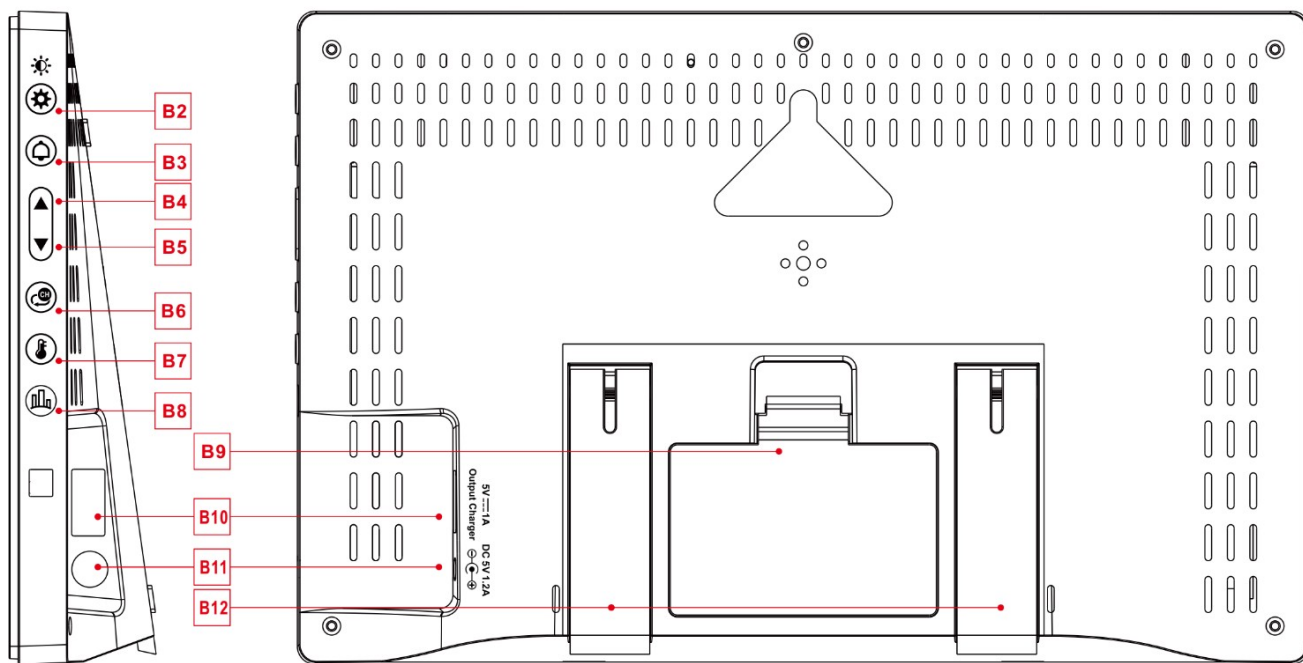 B2
B3
B4
B5
CH
B6
B7
B8
B9
B10
B11
B12
5V⎓1A
Output Charger
DC 5V 1.2A